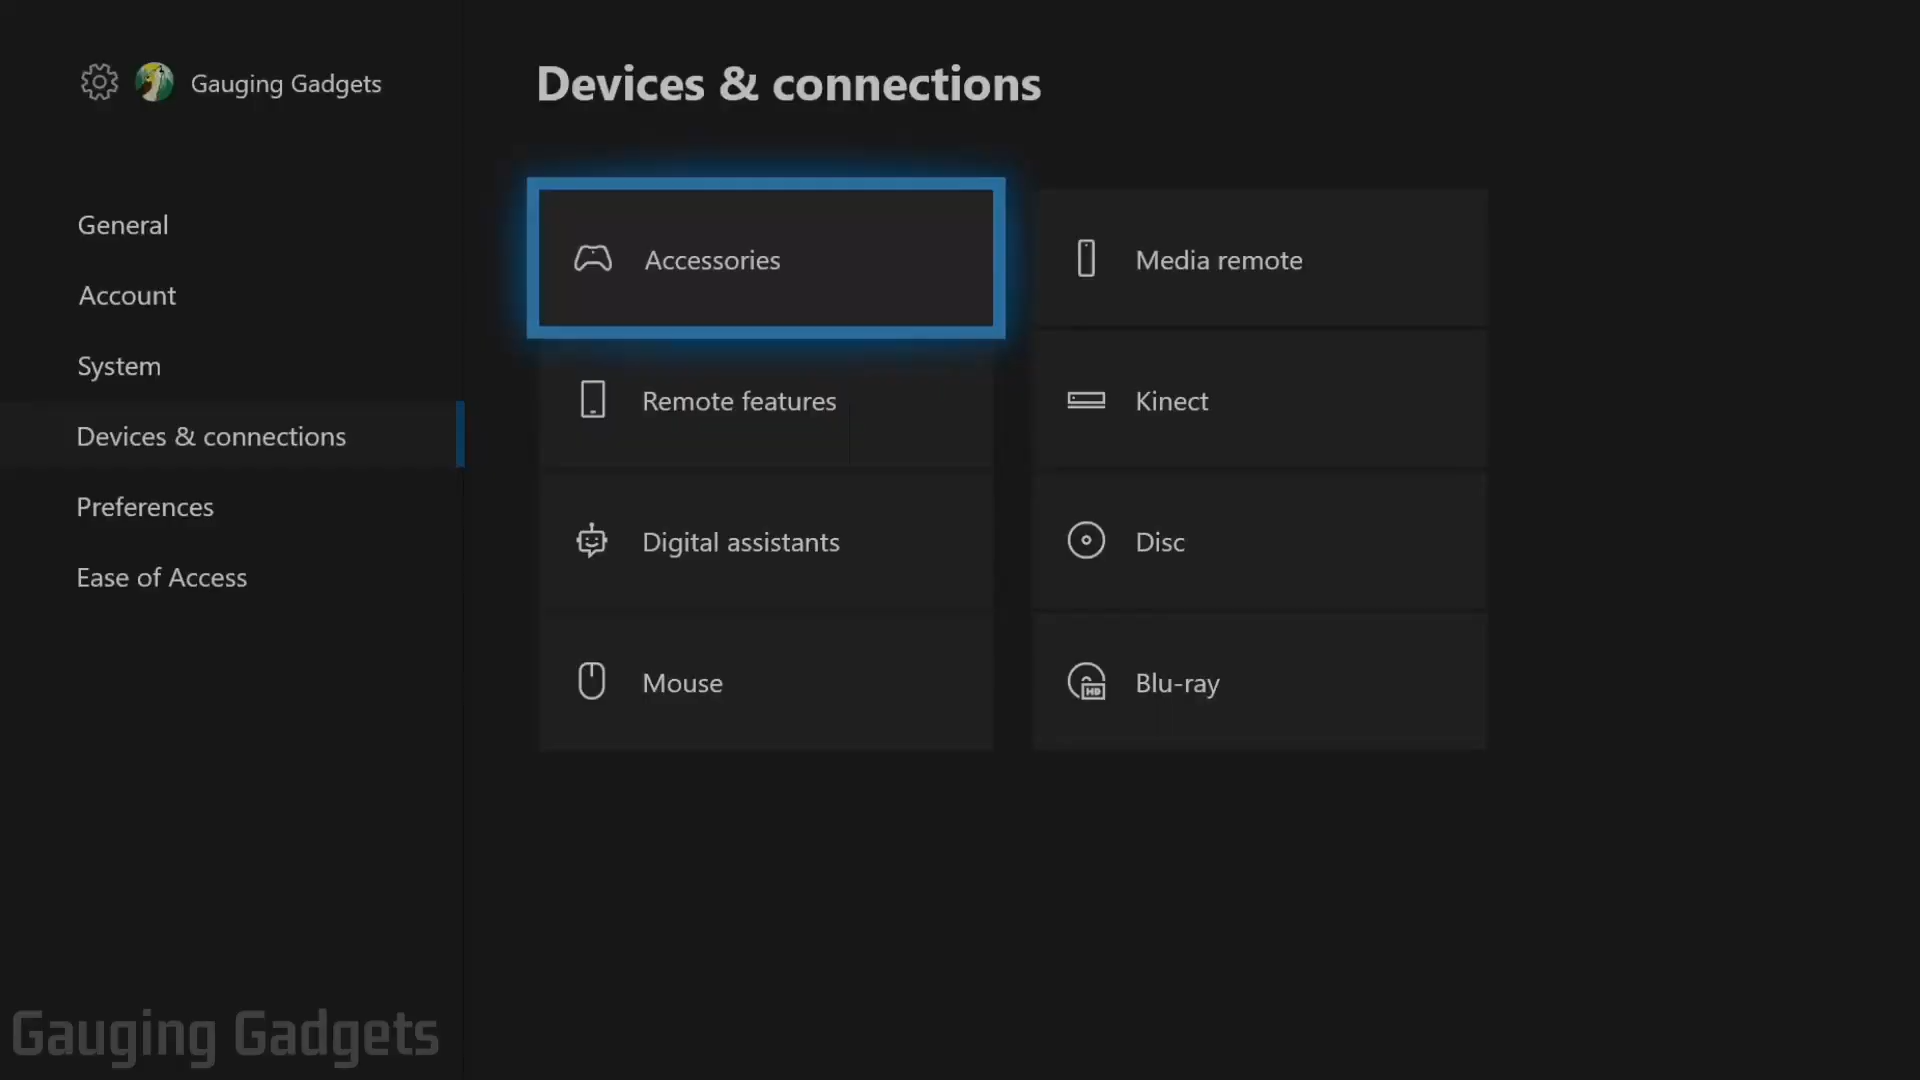 Gauging Gadgets
Devices & connections
General
Account
System
Devices & connections
Preferences
Ease of Access
Accessories
Media remote
Remote features
Kinect
Digital assistants
Disc
Mouse
HD
Blu-ray
Gauging Gadgets